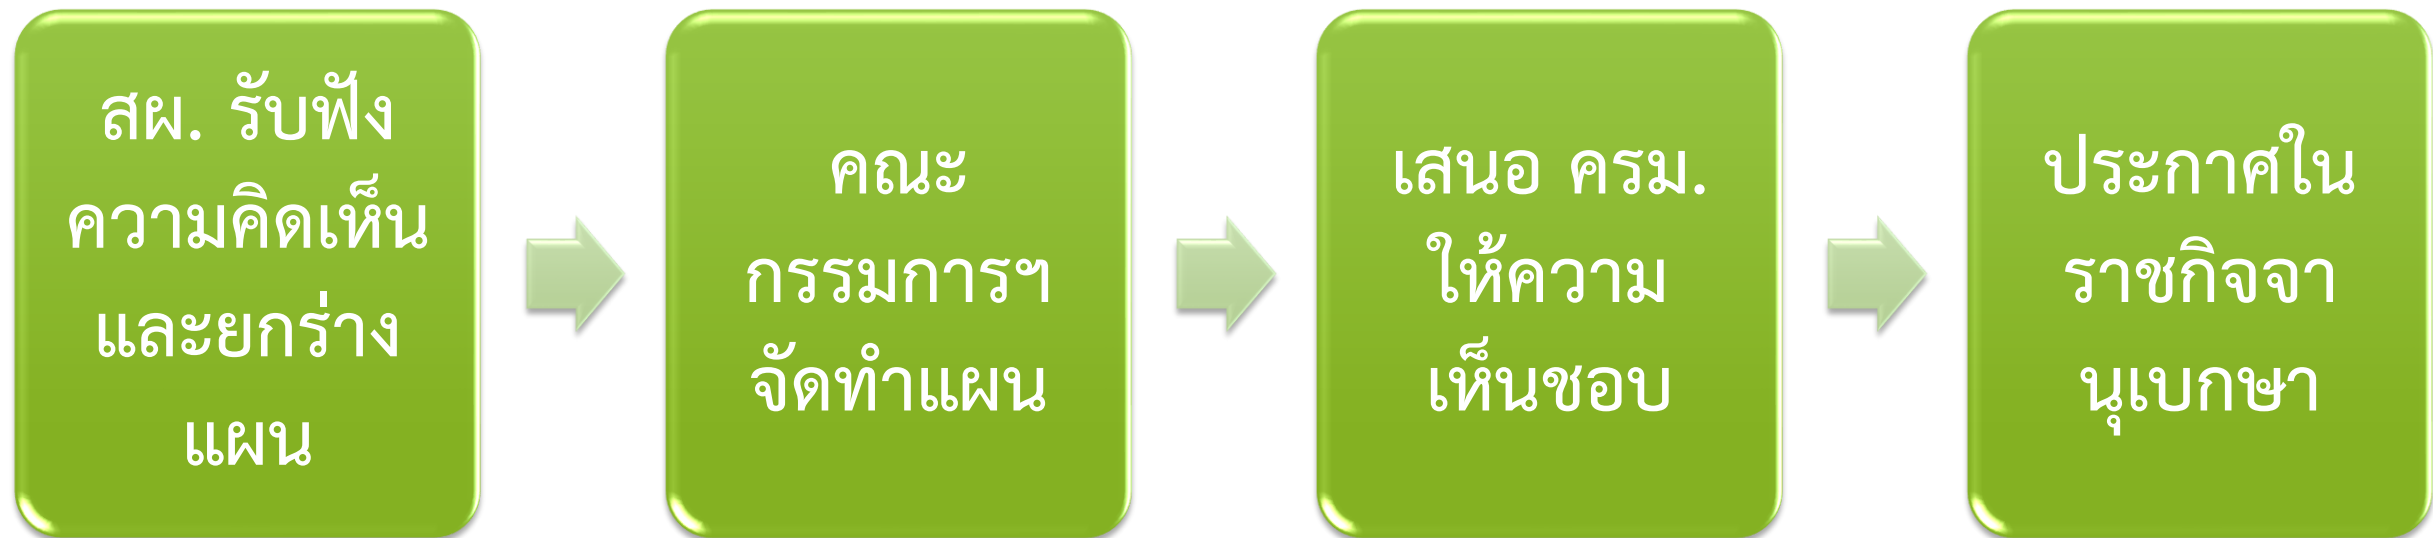 สผ. รับฟัง
ความคิดเห็น
และยกร่าง
แผน
คณะ
กรรมการฯ
จัดทำแผน
เสนอ ครม.
ให้ความ
เห็นชอบ
ประกาศใน
ราชกิจจา
นุเบกษา